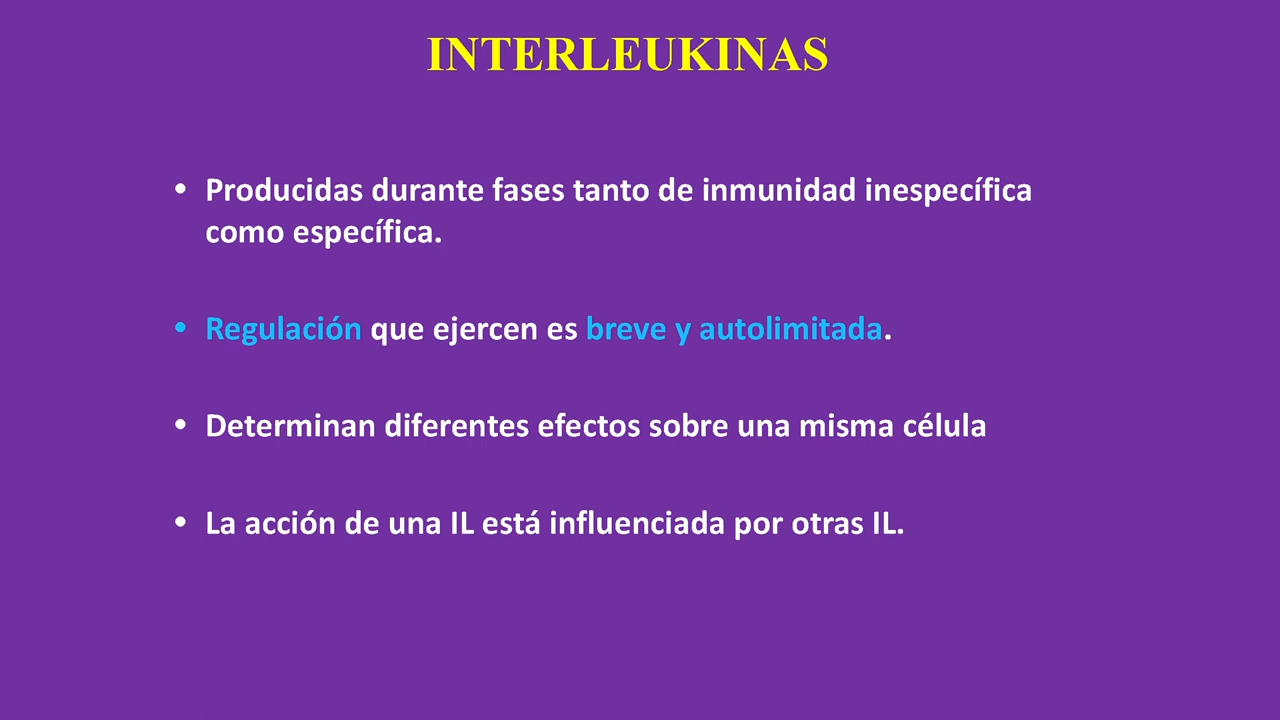 INTERLEUKINAS
• Producidas durante fases tanto de inmunidad inespecífica
como específica.
• Regulación que ejercen es breve y autolimitada.
• Determinan diferentes efectos sobre una misma célula
• La acción de una IL está influenciada por otras IL.